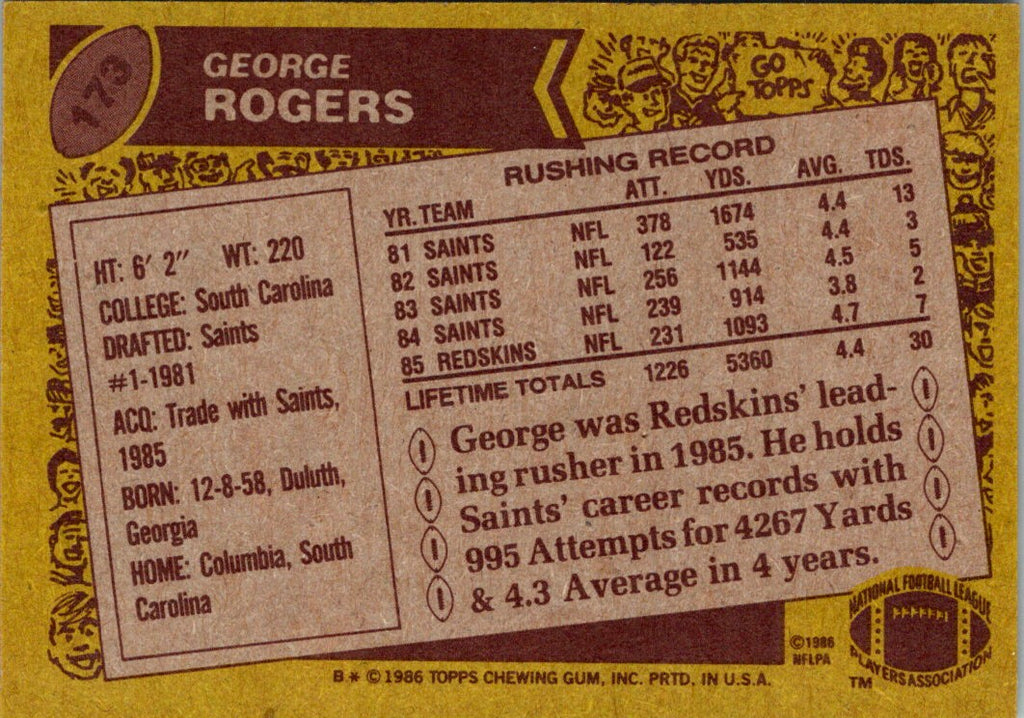 173
GEORGE
ROGERS
GO
TOPPS
HT: 6' 2" WT: 220
COLLEGE: South Carolina
DRAFTED: Saints
#1-1981
ACQ: Trade with Saints,
1985
BORN: 12-8-58, Duluth,
Georgia
HOME: Columbia, South
Carolina
RUSHING RECORD
YR. TEAM ATT. YDS. AVG. TDS.
81 SAINTS NFL 378 1674 4.4 13
82 SAINTS NFL 122 535 4.4 3
83 SAINTS NFL 256 1144 4.5 5
84 SAINTS NFL 239 914 3.8 2
85 REDSKINS NFL 231 1093 4.7 7
LIFETIME TOTALS 1226 5360 4.4 30
George was Redskins' lead-
ing rusher in 1985. He holds
Saints' career records with
995 Attempts for 4267 Yards
& 4.3 Average in 4 years.
©1986
NFLPA
NATIONAL FOOTBALL LEAGUE
PLAYERS ASSOCIATION
TM
B * © 1986 TOPPS CHEWING GUM, INC. PRTD. IN U.S.A.